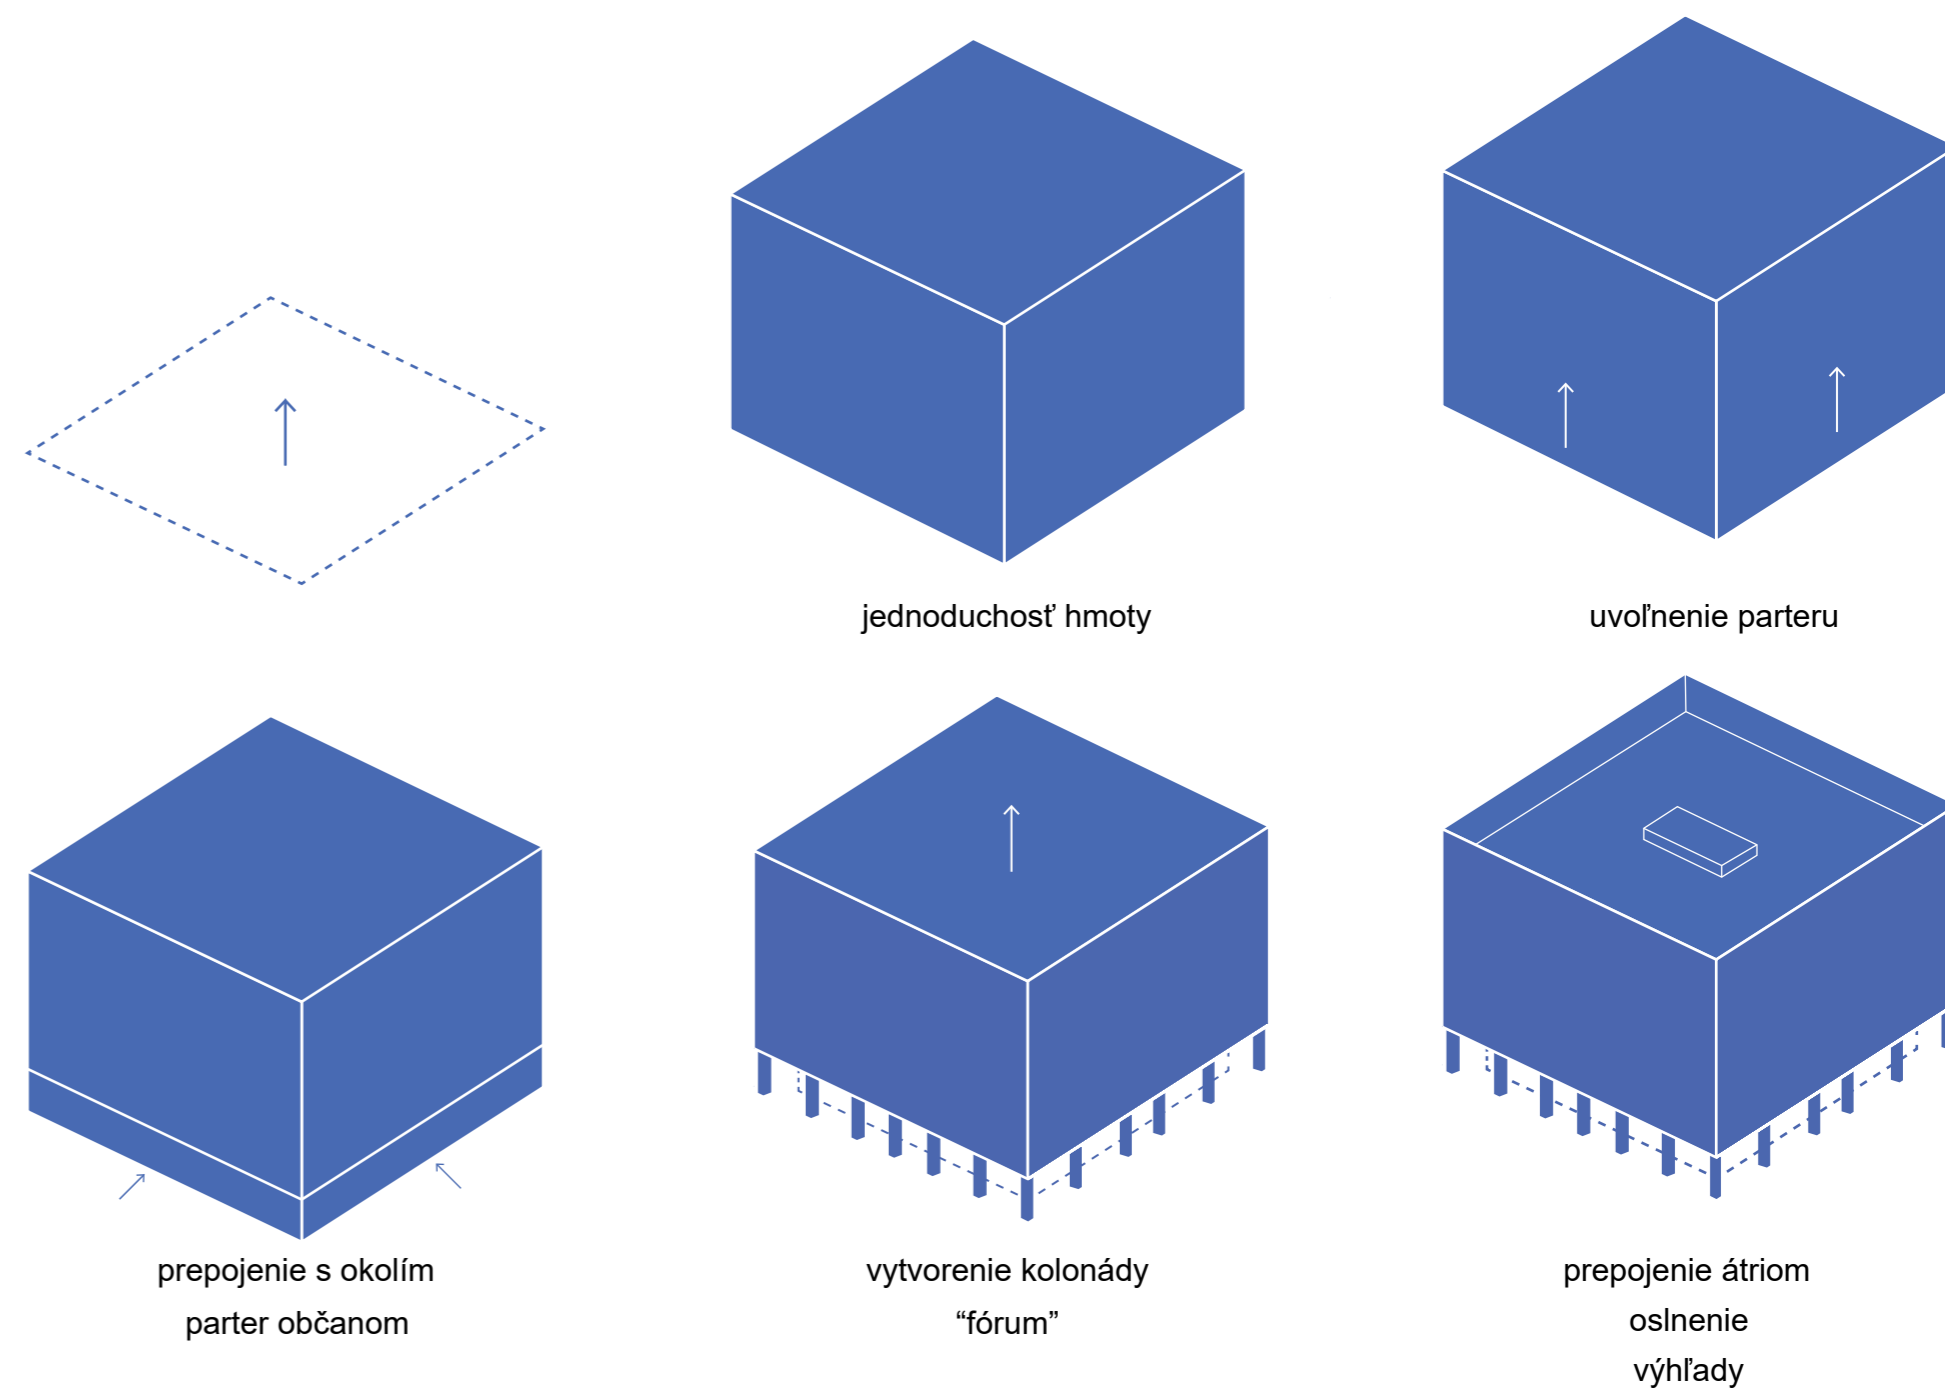 jednoduchosť hmoty
uvoľnenie parteru
prepojenie s okolím
parter občanom
vytvorenie kolonády
“fórum”
prepojenie átriom
oslnenie
výhľady